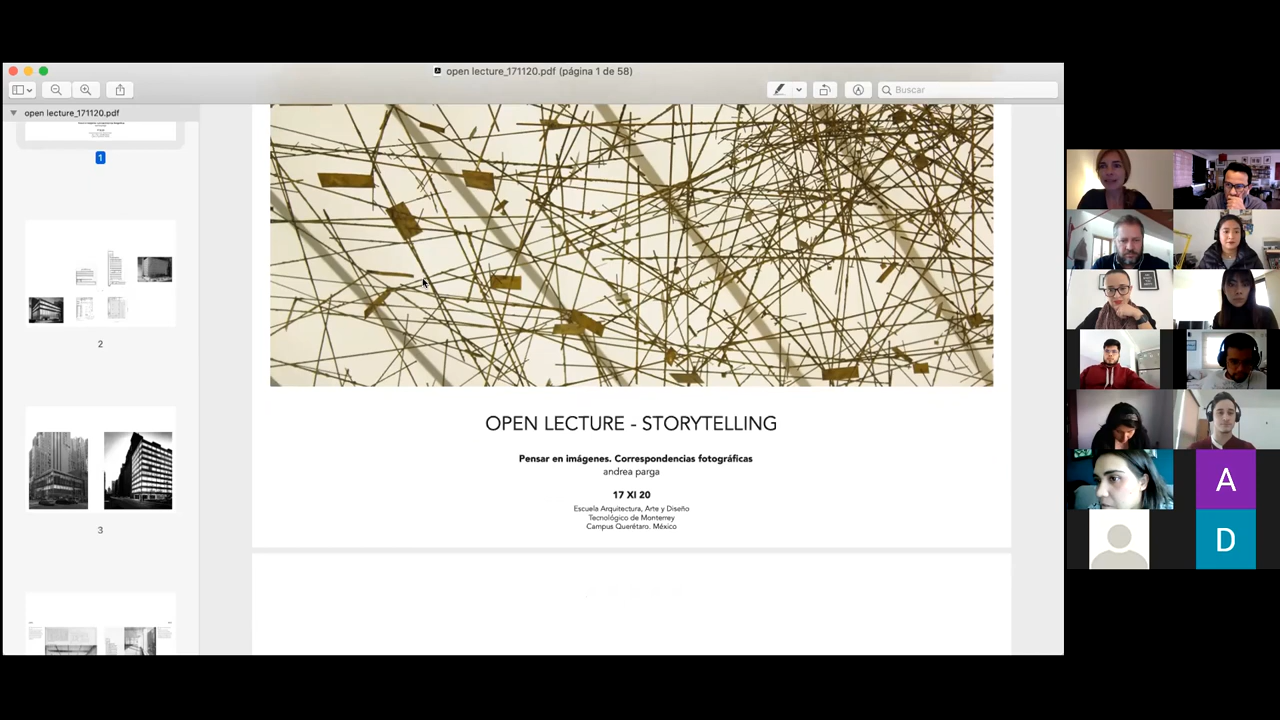 open lecture_171120.pdf (página 1 de 58)
Buscar
open lecture_171120.pdf
1
2
3
OPEN LECTURE - STORYTELLING
Pensar en imágenes. Correspondencias fotográficas
andrea parga
17 XI 20
Escuela Arquitectura, Arte y Diseño
Tecnológico de Monterrey
Campus Querétaro. México
A
D